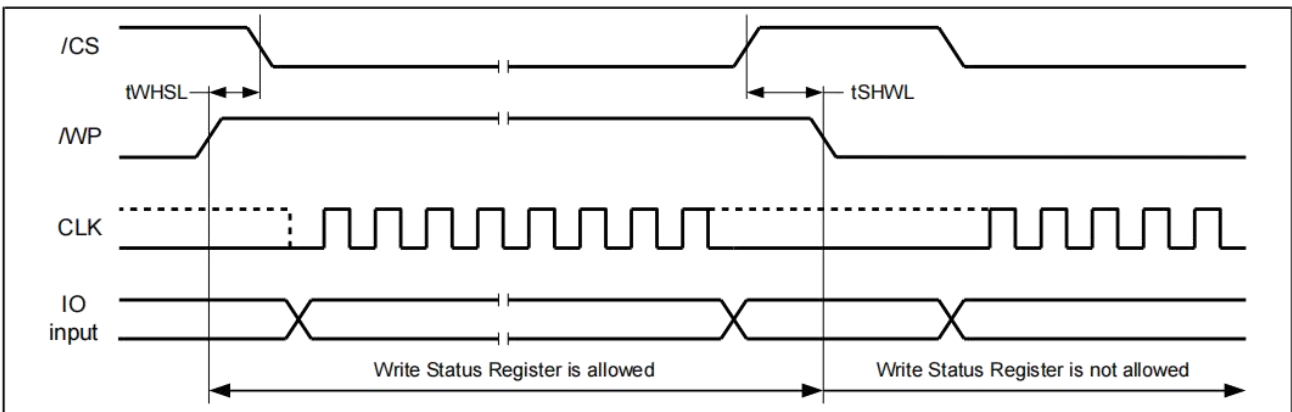 /CS
tWHSL
tSHWL
/WP
CLK
IO
input
Write Status Register is allowed
Write Status Register is not allowed